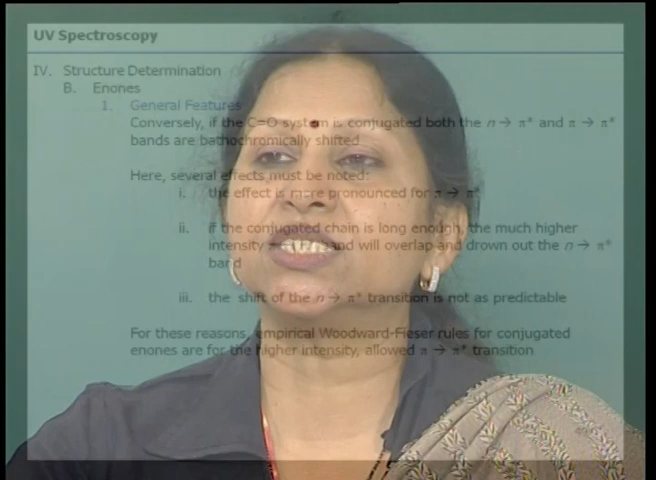 UV Spectroscopy
IV. Structure Determination
B. Enones
1. General Features
Conversely, if the C=O system is conjugated both the n → π* and π → π*
bands are bathochromically shifted
Here, several effects must be noted:
i. the effect is more pronounced for π → π*
ii. if the conjugated chain is long enough, the much higher
intensity π → π* band will overlap and drown out the n → π*
band
iii. the shift of the n → π* transition is not as predictable
For these reasons, empirical Woodward-Fieser rules for conjugated
enones are for the higher intensity, allowed π → π* transition